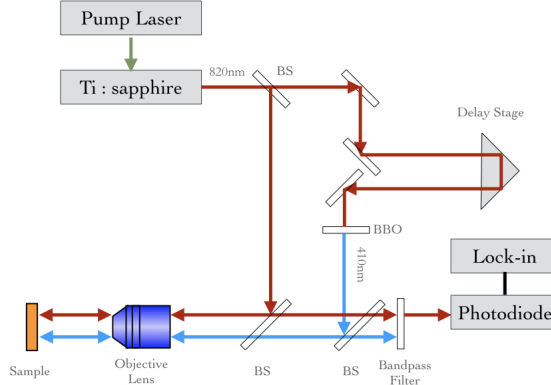 Pump Laser
820nm
BS
Ti : sapphire
Delay Stage
BBO
410nm
Lock-in
Photodiode
Sample
Objective
Lens
BS
BS
Bandpass
Filter